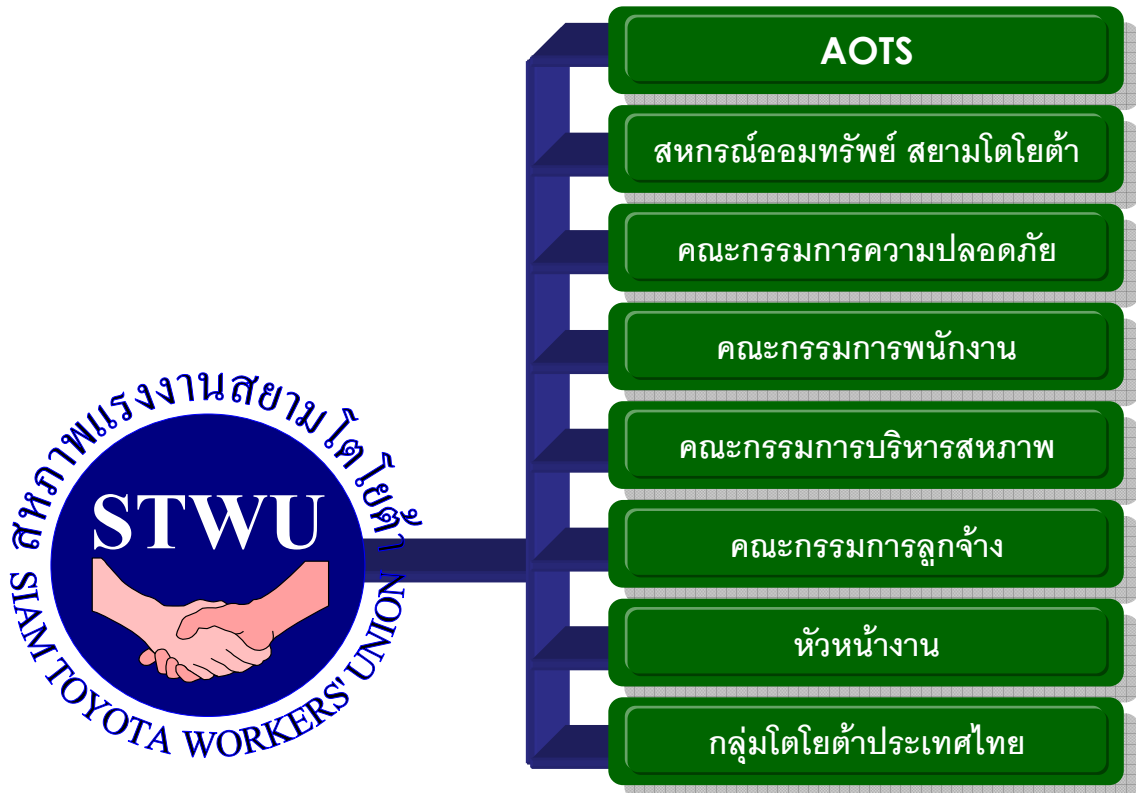 สหภาพแรงงานสยามโตโยต้า
STWU
SIAM TOYOTA WORKERS' UNION
AOTS
สหกรณ์ออมทรัพย์ สยามโตโยต้า
คณะกรรมการความปลอดภัย
คณะกรรมการพนักงาน
คณะกรรมการบริหารสหภาพ
คณะกรรมการลูกจ้าง
หัวหน้างาน
กลุ่มโตโยต้าประเทศไทย